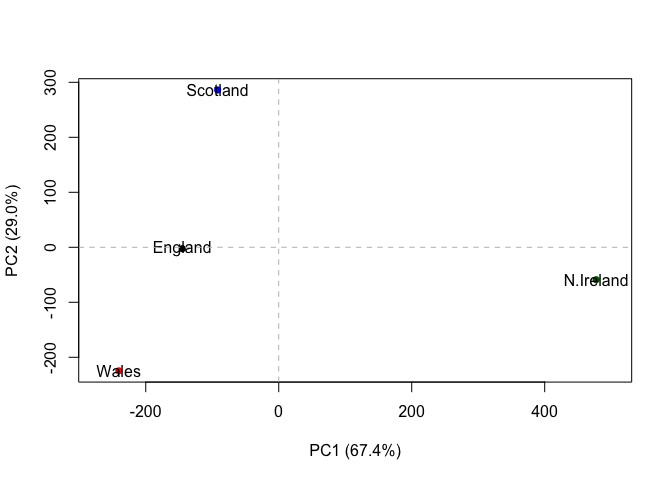 300
200
100
0
-100
-200
PC2 (29.0%)
Scotland
England
N.Ireland
Wales
-200 0 200 400
PC1 (67.4%)